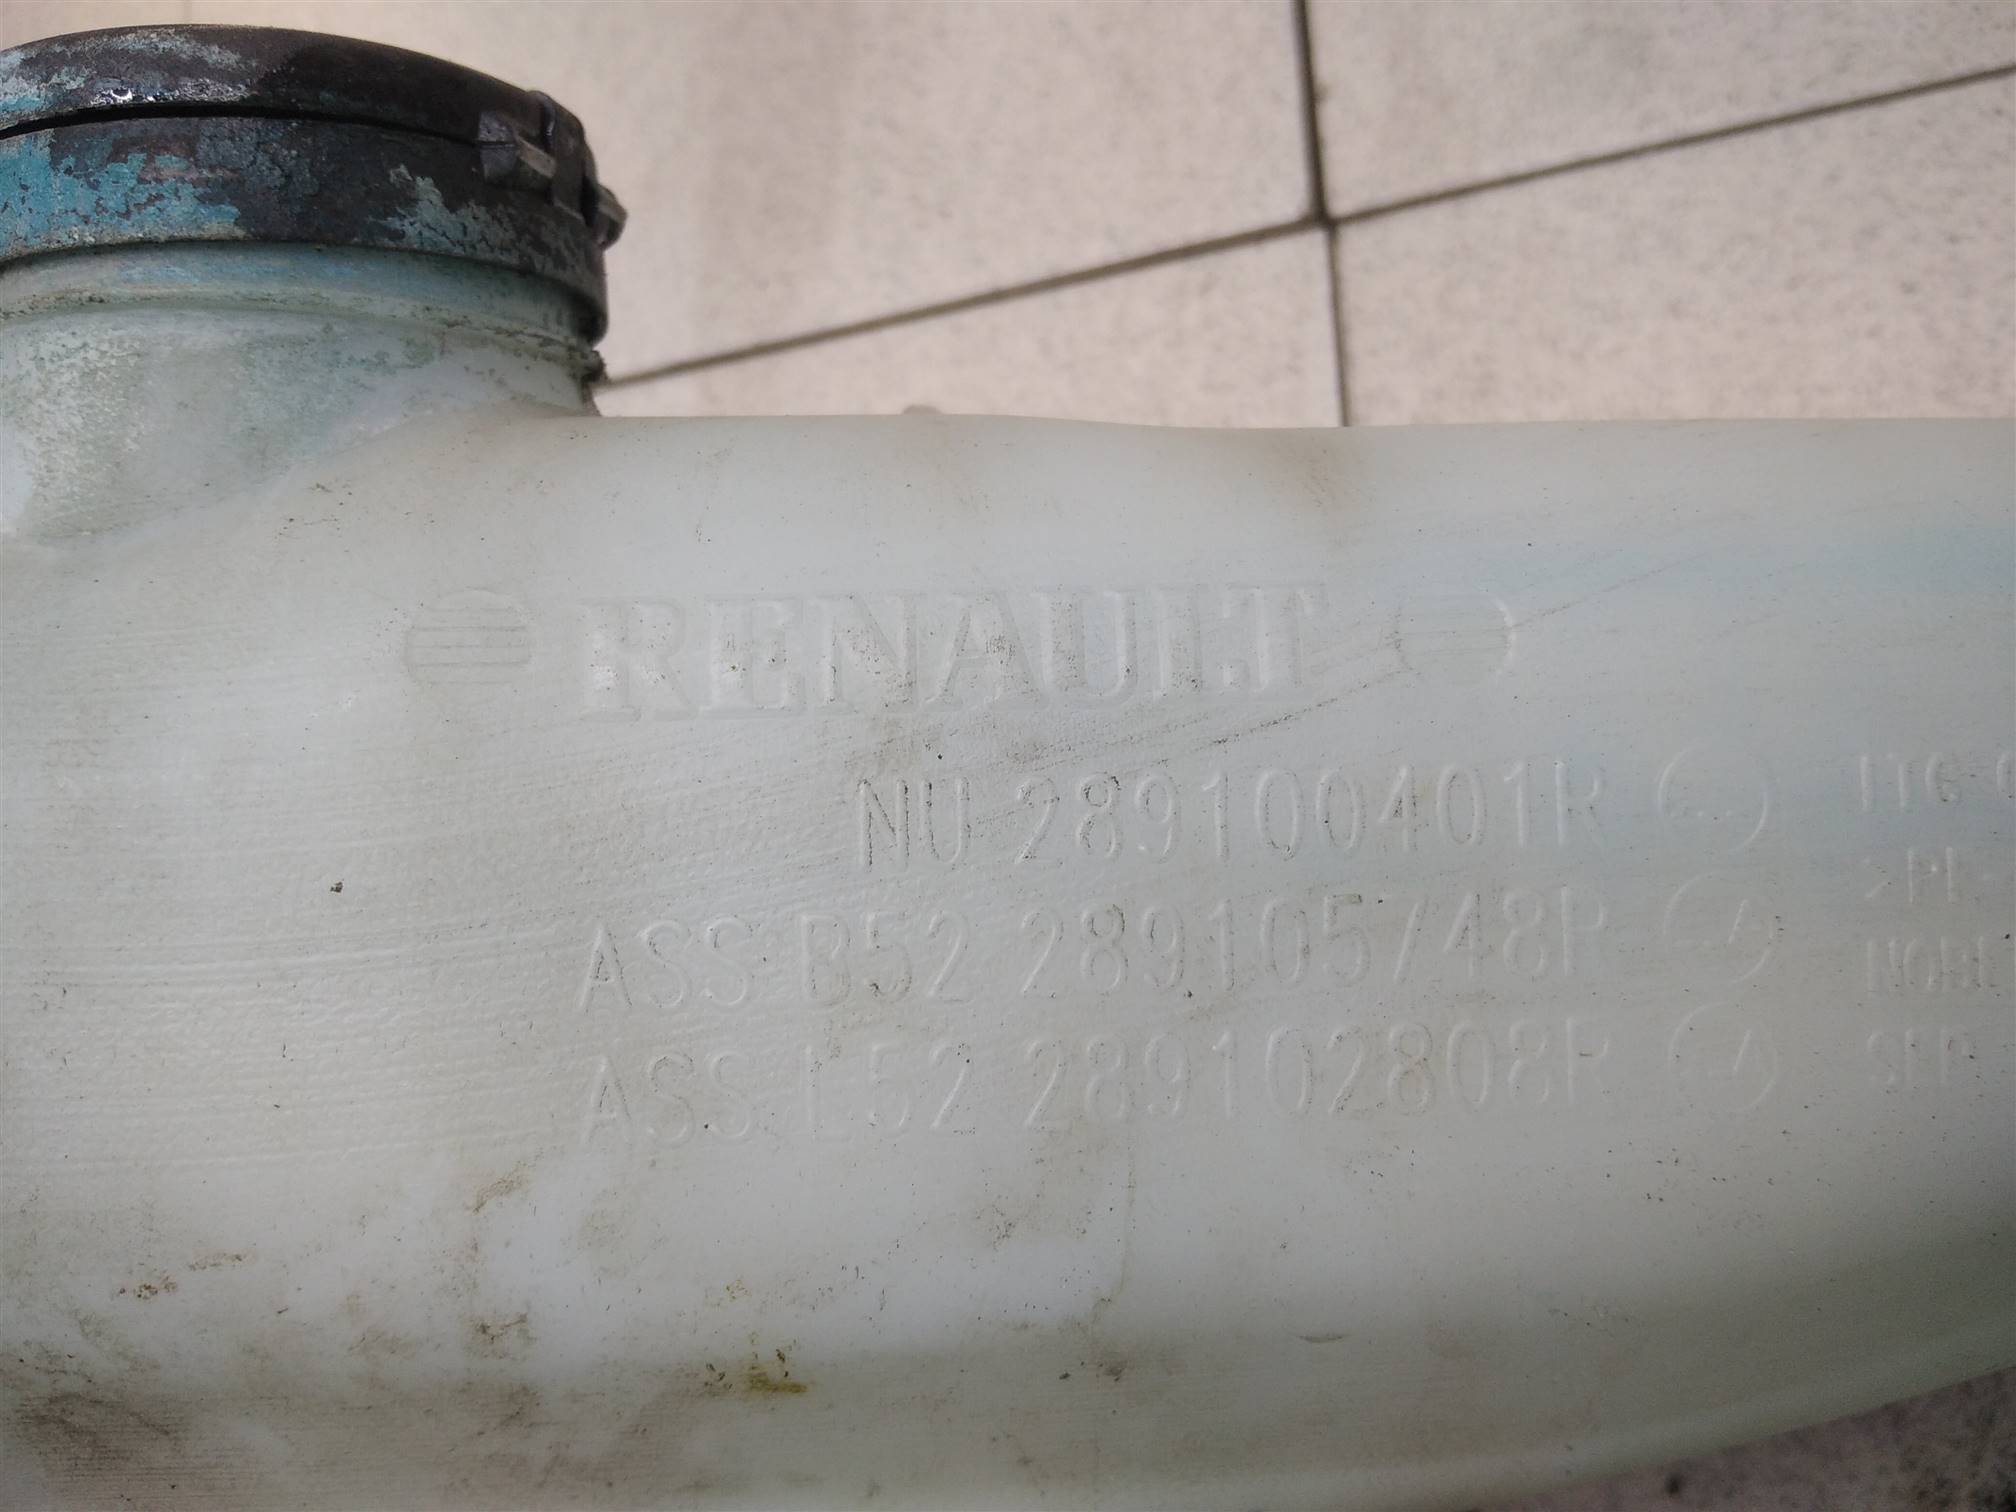 RENAULT
NU 289100401R
ASS B52 289105748R A
ASS L52 289102808R A